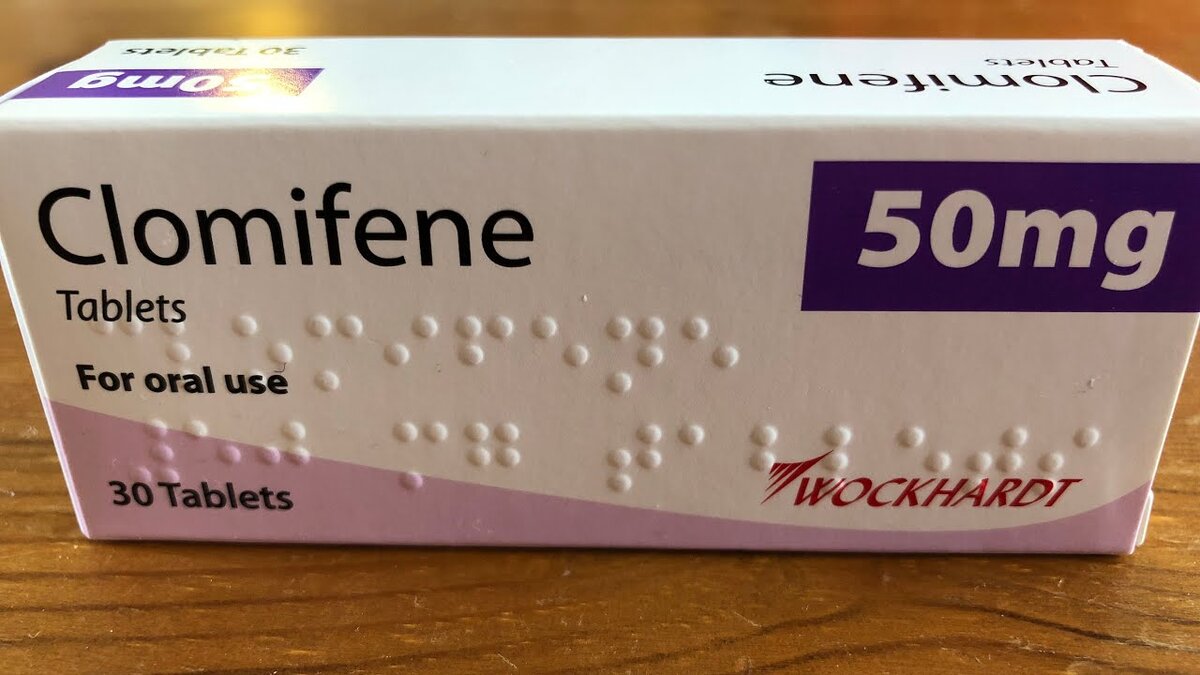 30 Tablets
50mg
Clomifene
Tablets
Clomifene
50mg
Tablets
For oral use
30 Tablets
WOCKHARDT